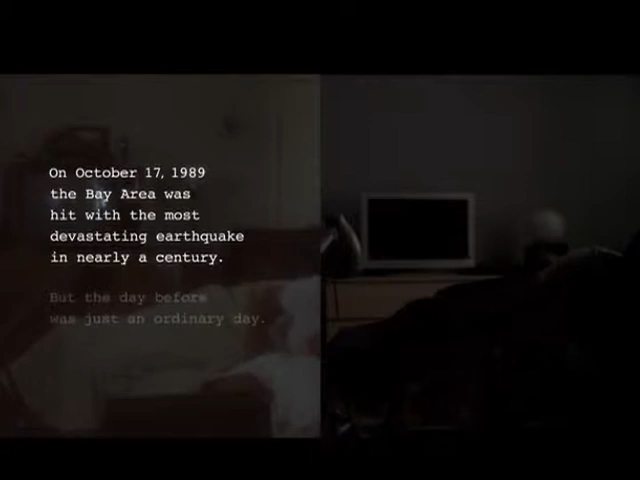 On October 17, 1989
the Bay Area was
hit with the most
devastating earthquake
in nearly a century.
But the day before
was just an ordinary day.